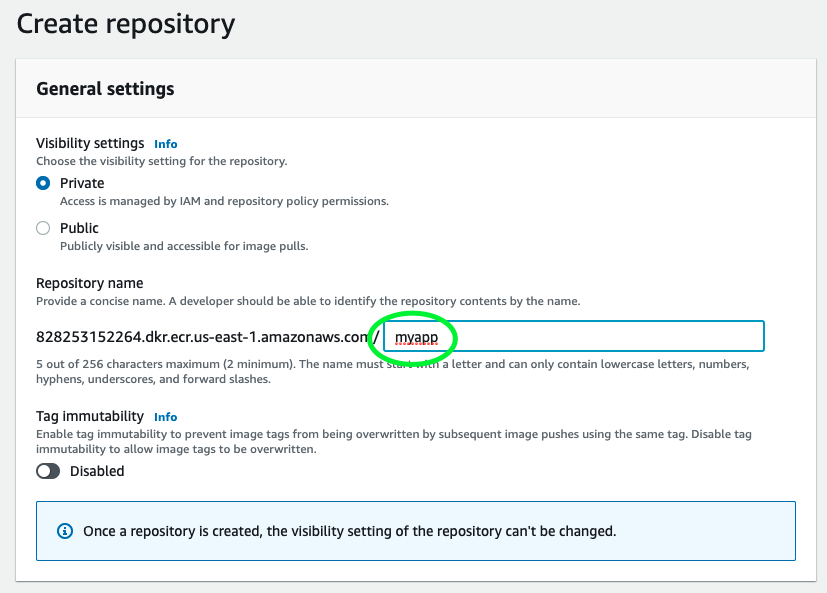 Create repository
General settings
Visibility settings Info
Choose the visibility setting for the repository.
Private
Access is managed by IAM and repository policy permissions.
Public
Publicly visible and accessible for image pulls.
Repository name
Provide a concise name. A developer should be able to identify the repository contents by the name.
828253152264.dkr.ecr.us-east-1.amazonaws.com/ myapp
5 out of 256 characters maximum (2 minimum). The name must start with a letter and can only contain lowercase letters, numbers,
hyphens, underscores, and forward slashes.
Tag immutability Info
Enable tag immutability to prevent image tags from being overwritten by subsequent image pushes using the same tag. Disable tag
immutability to allow image tags to be overwritten.
Disabled
Once a repository is created, the visibility setting of the repository can't be changed.